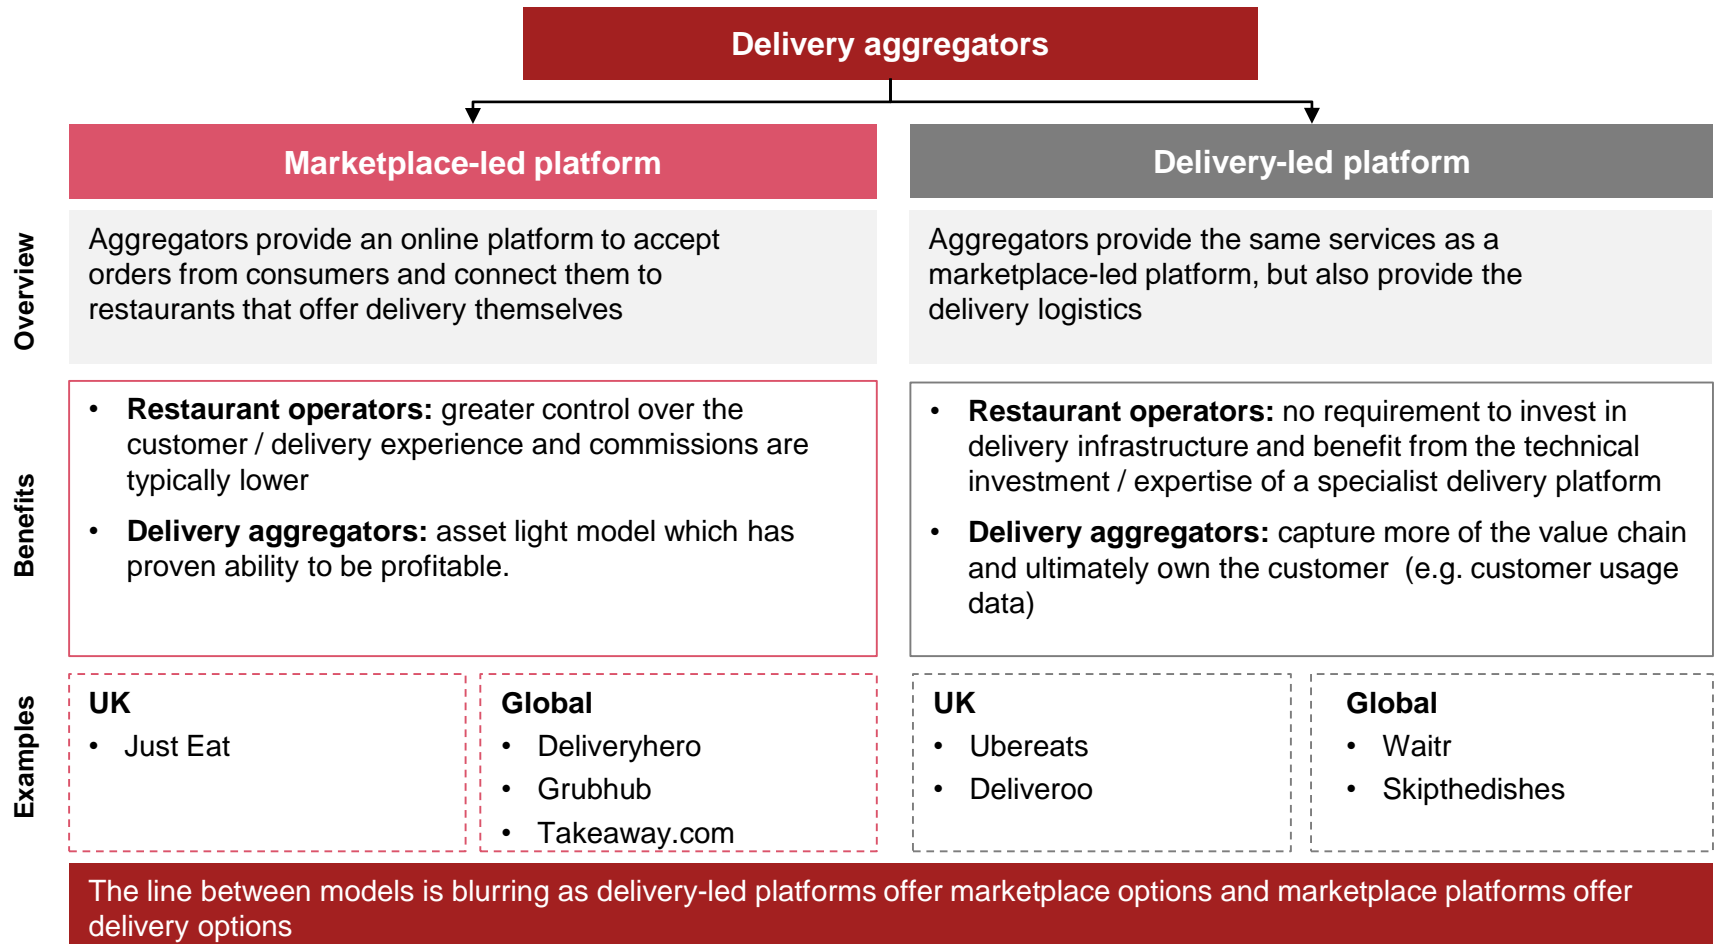 Delivery aggregators
Marketplace-led platform
Delivery-led platform
Overview
Aggregators provide an online platform to accept
orders from consumers and connect them to
restaurants that offer delivery themselves
Aggregators provide the same services as a
marketplace-led platform, but also provide the
delivery logistics
Benefits
• Restaurant operators: greater control over the
customer / delivery experience and commissions are
typically lower
• Delivery aggregators: asset light model which has
proven ability to be profitable.
• Restaurant operators: no requirement to invest in
delivery infrastructure and benefit from the technical
investment / expertise of a specialist delivery platform
• Delivery aggregators: capture more of the value chain
and ultimately own the customer  (e.g. customer usage
data)
Examples
UK
• Just Eat
Global
• Deliveryhero
• Grubhub
• Takeaway.com
UK
• Ubereats
• Deliveroo
Global
• Waitr
• Skipthedishes
The line between models is blurring as delivery-led platforms offer marketplace options and marketplace platforms offer
delivery options